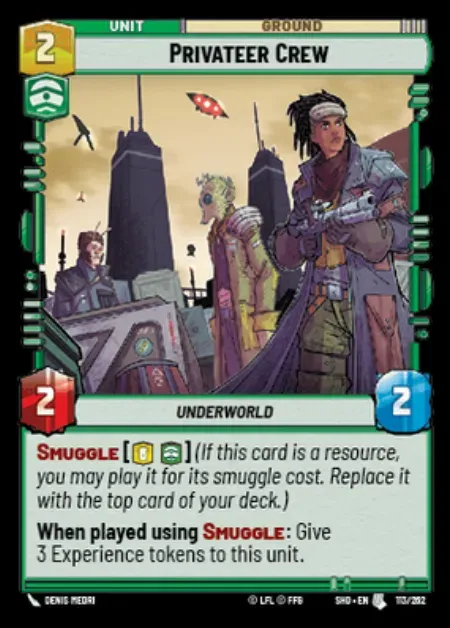 UNIT
GROUND
2
PRIVATEER CREW
2
2
UNDERWORLD
SMUGGLE [6] (If this card is a resource,
you may play it for its smuggle cost. Replace it
with the top card of your deck.)
When played using SMUGGLE: Give
3 Experience tokens to this unit.
DENIS MEDRI
© LFL © FFG
SHD • EN
113/262